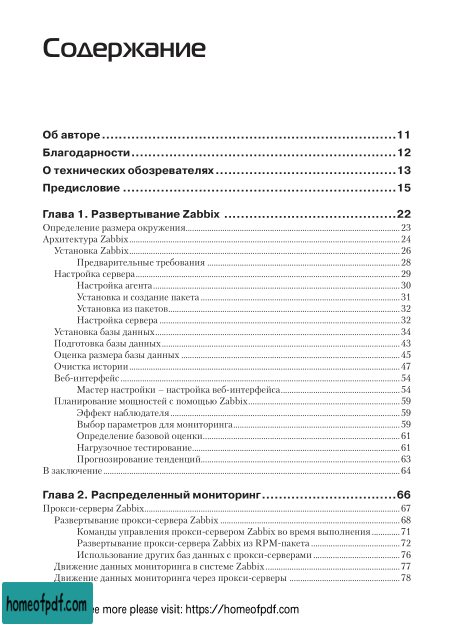 Содержание
Об авторе 11
Благодарности 12
О технических обозревателях 13
Предисловие 15
Глава 1. Развертывание Zabbix 22
Определение размера окружения 23
Архитектура Zabbix 24
Установка Zabbix 26
Предварительные требования 28
Настройка сервера 29
Настройка агента 30
Установка и создание пакета 31
Установка из пакетов 32
Настройка сервера 32
Установка базы данных 34
Подготовка базы данных 43
Оценка размера базы данных 45
Очистка истории 47
Веб-интерфейс 54
Мастер настройки – настройка веб-интерфейса 54
Планирование мощностей с помощью Zabbix 59
Эффект наблюдателя 59
Выбор параметров для мониторинга 59
Определение базовой оценки 61
Нагрузочное тестирование 61
Прогнозирование тенденций 63
В заключение 64
Глава 2. Распределенный мониторинг 66
Прокси-серверы Zabbix 67
Развертывание прокси-сервера Zabbix 68
Команды управления прокси-сервером Zabbix во время выполнения 71
Развертывание прокси-сервера Zabbix из RPM-пакета 72
Использование других баз данных с прокси-серверами 76
Движение данных мониторинга в системе Zabbix 77
Движение данных мониторинга через прокси-серверы 78
homeofpdf.com
ee more please visit: https://homeofpdf.com